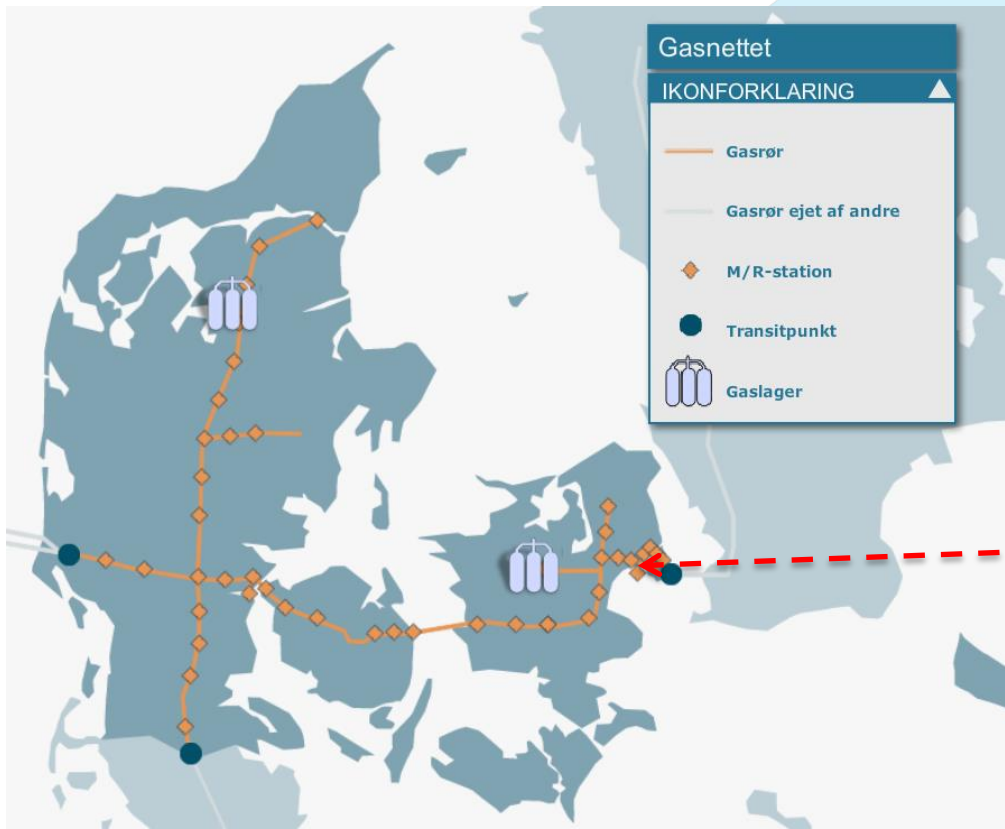 Gasnettet
IKONFORKLARING
Gasrør
Gasrør ejet af andre
M/R-station
Transitpunkt
Gaslager